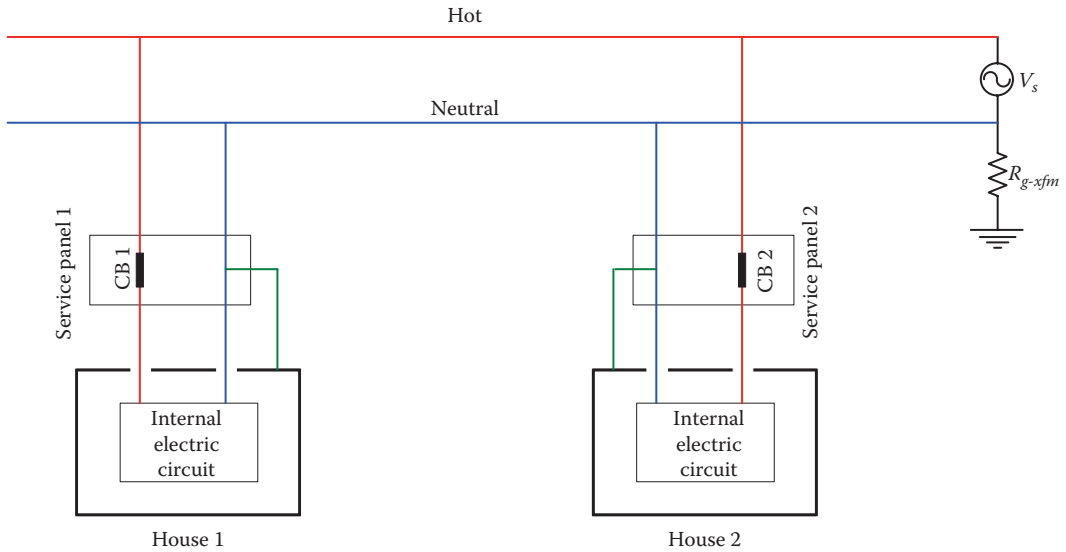 Hot
V_s
Neutral
R_{g-xfm}
Service panel 1
CB 1
CB 2
Service panel 2
Internal
electric
circuit
Internal
electric
circuit
House 1
House 2